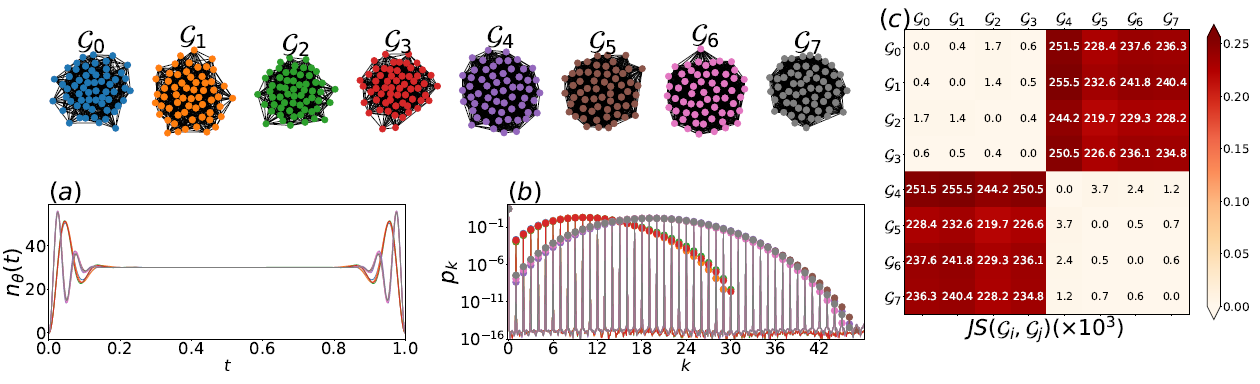 𝒢0 𝒢1 𝒢2 𝒢3 𝒢4 𝒢5 𝒢6 𝒢7
(a)
nθ(t)
40
20
0
0.0 0.2 0.4 0.6 0.8 1.0
t
(b)
pk
10⁻¹
10⁻⁶
10⁻¹¹
10⁻¹⁶
0 6 12 18 24 30 36 42
k
(c)
𝒢0 𝒢1 𝒢2 𝒢3 𝒢4 𝒢5 𝒢6 𝒢7
𝒢0 0.0 0.4 1.7 0.6 251.5 228.4 237.6 236.3
𝒢1 0.4 0.0 1.4 0.5 255.5 232.6 241.8 240.4
𝒢2 1.7 1.4 0.0 0.4 244.2 219.7 229.3 228.2
𝒢3 0.6 0.5 0.4 0.0 250.5 226.6 236.1 234.8
𝒢4 251.5 255.5 244.2 250.5 0.0 3.7 2.4 1.2
𝒢5 228.4 232.6 219.7 226.6 3.7 0.0 0.5 0.7
𝒢6 237.6 241.8 229.3 236.1 2.4 0.5 0.0 0.6
𝒢7 236.3 240.4 228.2 234.8 1.2 0.7 0.6 0.0
JS(𝒢i, 𝒢j)(×10³)
0.25
0.20
0.15
0.10
0.05
0.00